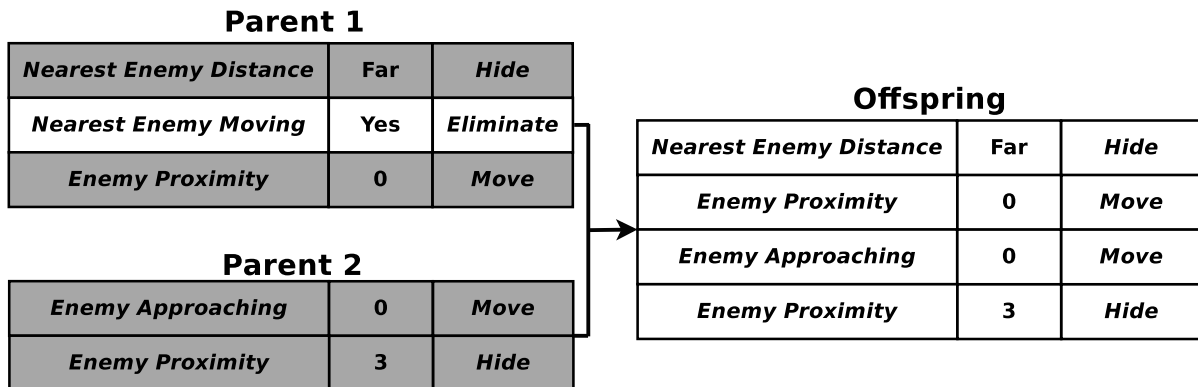 Parent 1
Nearest Enemy Distance Far Hide
Nearest Enemy Moving Yes Eliminate
Enemy Proximity 0 Move
Parent 2
Enemy Approaching 0 Move
Enemy Proximity 3 Hide
Offspring
Nearest Enemy Distance Far Hide
Enemy Proximity 0 Move
Enemy Approaching 0 Move
Enemy Proximity 3 Hide